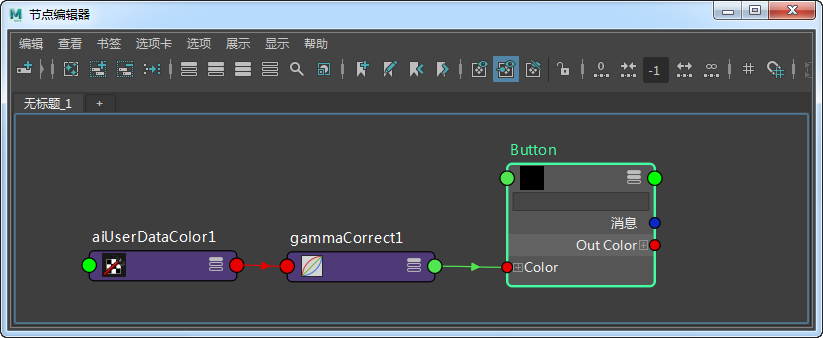 节点编辑器
编辑 查看 书签 选项卡 选项 展示 显示 帮助
0 -1 ∞
无标题_1 +
Button
消息
aiUserDataColor1
gammaCorrect1
Out Color
Color